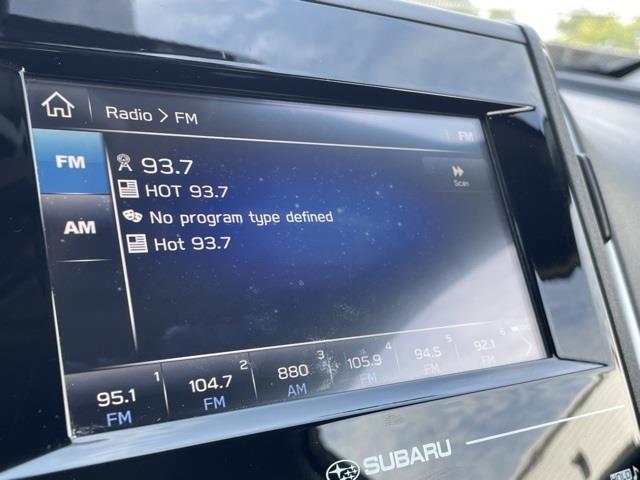 Radio > FM
FM
FM
93.7
HOT 93.7
Scan
No program type defined
AM
Hot 93.7
1 2 3 4 5 6
95.1 104.7 880 105.9 94.5 92.1
FM FM AM FM FM FM
SUBARU
HOLD